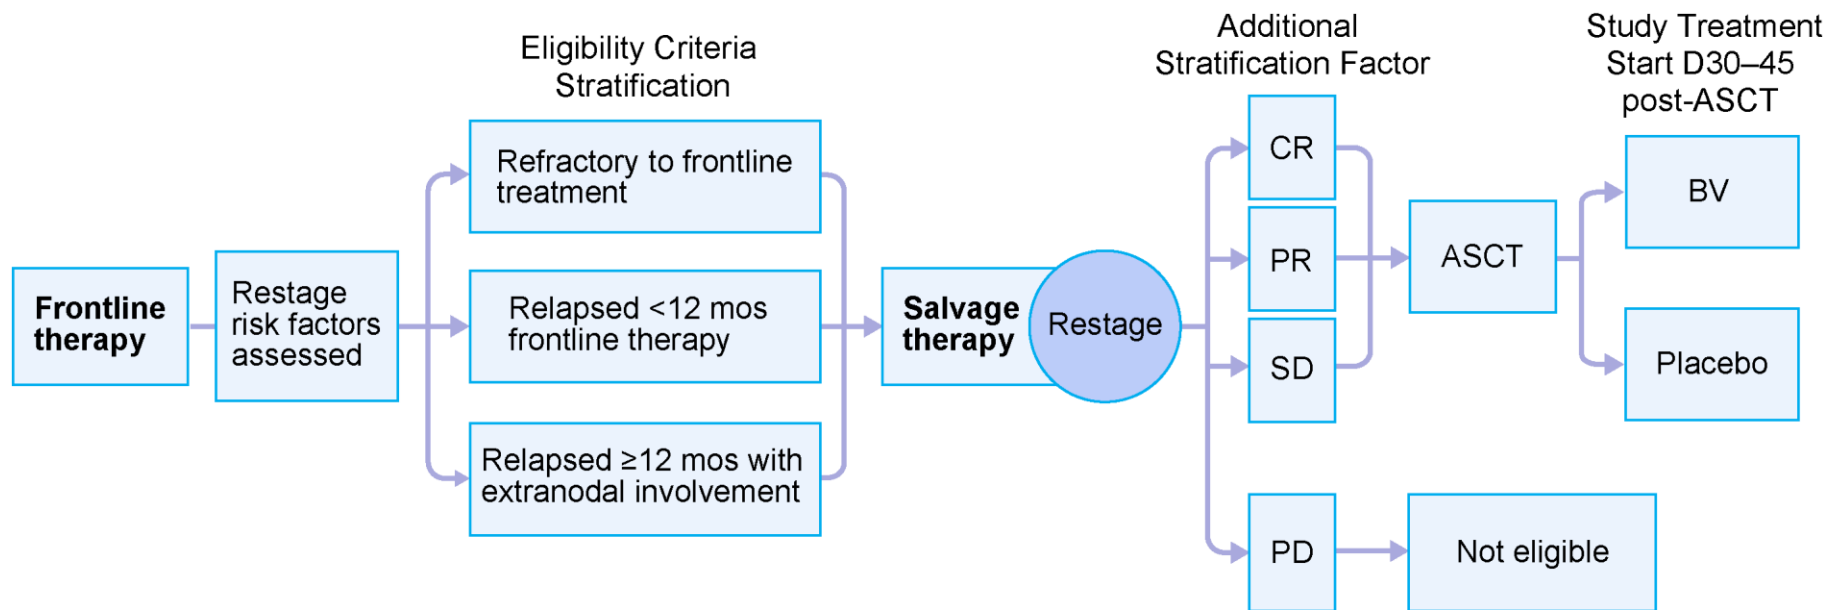 Eligibility Criteria
Stratification
Additional
Stratification Factor
Study Treatment
Start D30–45
post-ASCT
Frontline
therapy
Restage
risk factors
assessed
Refractory to frontline
treatment
Relapsed <12 mos
frontline therapy
Relapsed ≥12 mos with
extranodal involvement
Salvage
therapy
Restage
CR
PR
SD
PD
ASCT
Not eligible
BV
Placebo